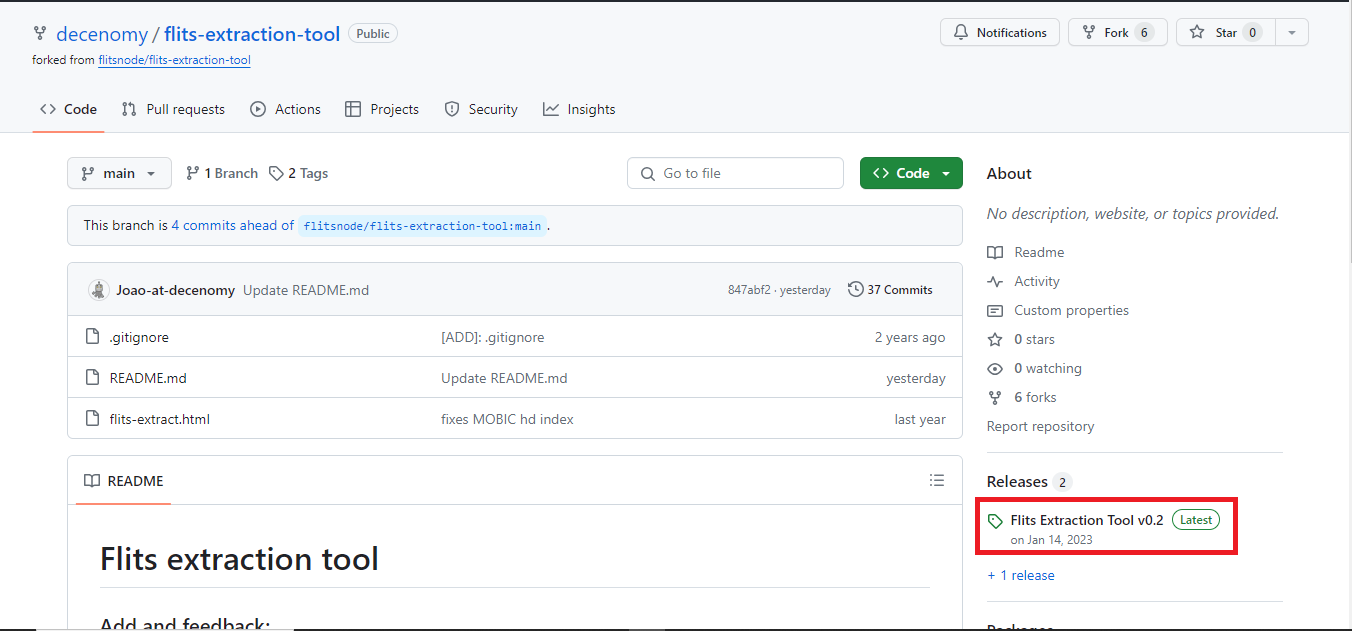 decenomy / flits-extraction-tool Public
Notifications Fork 6 Star 0
forked from flitsnode/flits-extraction-tool
Code Pull requests Actions Projects Security Insights
main 1 Branch 2 Tags Go to file Code
This branch is 4 commits ahead of flitsnode/flits-extraction-tool:main .
Joao-at-decenomy Update README.md 847abf2 · yesterday 37 Commits
.gitignore [ADD]: .gitignore 2 years ago
README.md Update README.md yesterday
flits-extract.html fixes MOBIC hd index last year
README
Flits extraction tool
Add and feedback:
About
No description, website, or topics provided.
Readme
Activity
Custom properties
0 stars
0 watching
6 forks
Report repository
Releases 2
Flits Extraction Tool v0.2 Latest
on Jan 14, 2023
+ 1 release
Packages